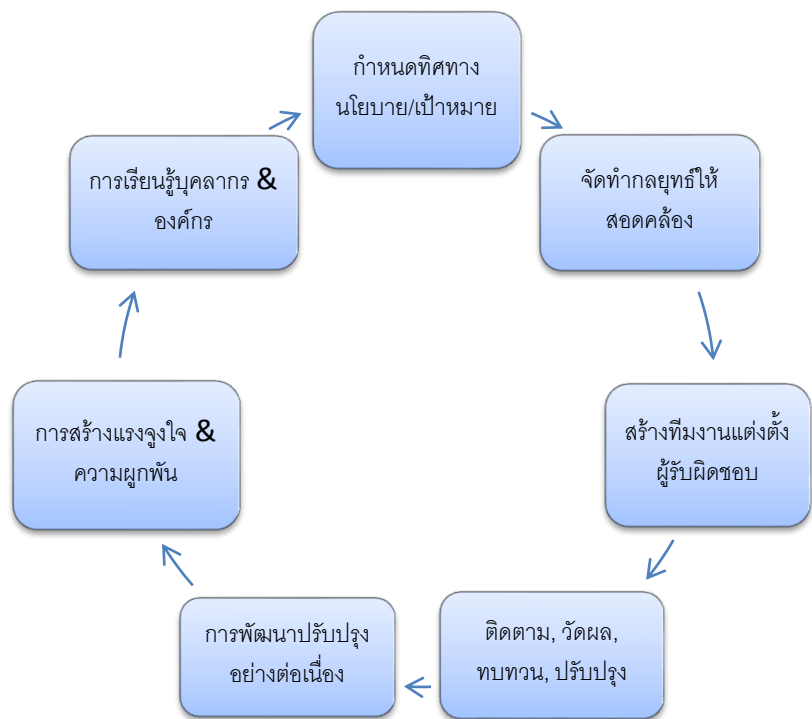 กำหนดทิศทาง
นโยบาย/เป้าหมาย
จัดทำกลยุทธ์ให้
สอดคล้อง
สร้างทีมงานแต่งตั้ง
ผู้รับผิดชอบ
ติดตาม, วัดผล,
ทบทวน, ปรับปรุง
การพัฒนาปรับปรุง
อย่างต่อเนื่อง
การสร้างแรงจูงใจ &
ความผูกพัน
การเรียนรู้บุคลากร &
องค์กร